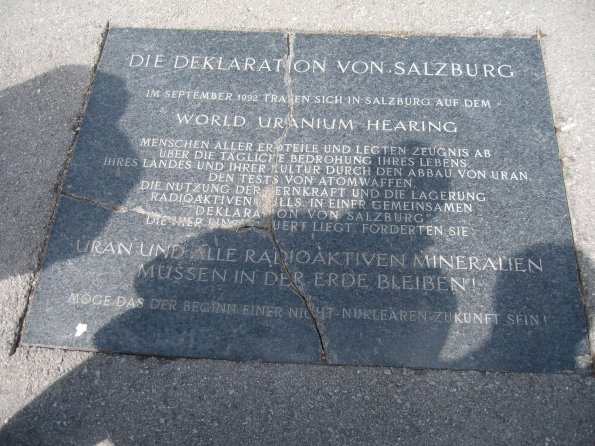 DIE DEKLARATION VON SALZBURG
IM SEPTEMBER 1992 TRAFEN SICH IN SALZBURG AUF DEM
WORLD URANIUM HEARING
MENSCHEN ALLER ERDTEILE UND LEGTEN ZEUGNIS AB
ÜBER DIE TÄGLICHE BEDROHUNG IHRES LEBENS,
IHRES LANDES UND IHRER KULTUR DURCH DEN ABBAU VON URAN,
DEN TESTS VON ATOMWAFFEN,
DIE NUTZUNG DER KERNKRAFT UND DIE LAGERUNG
RADIOAKTIVEN MÜLLS. IN EINER GEMEINSAMEN
"DEKLARATION VON SALZBURG"
DIE HIER EINGEMAUERT LIEGT, FORDERTEN SIE:
URAN UND ALLE RADIOAKTIVEN MINERALIEN
MÜSSEN IN DER ERDE BLEIBEN!
MÖGE DAS DER BEGINN EINER NICHT-NUKLEAREN ZUKUNFT SEIN!